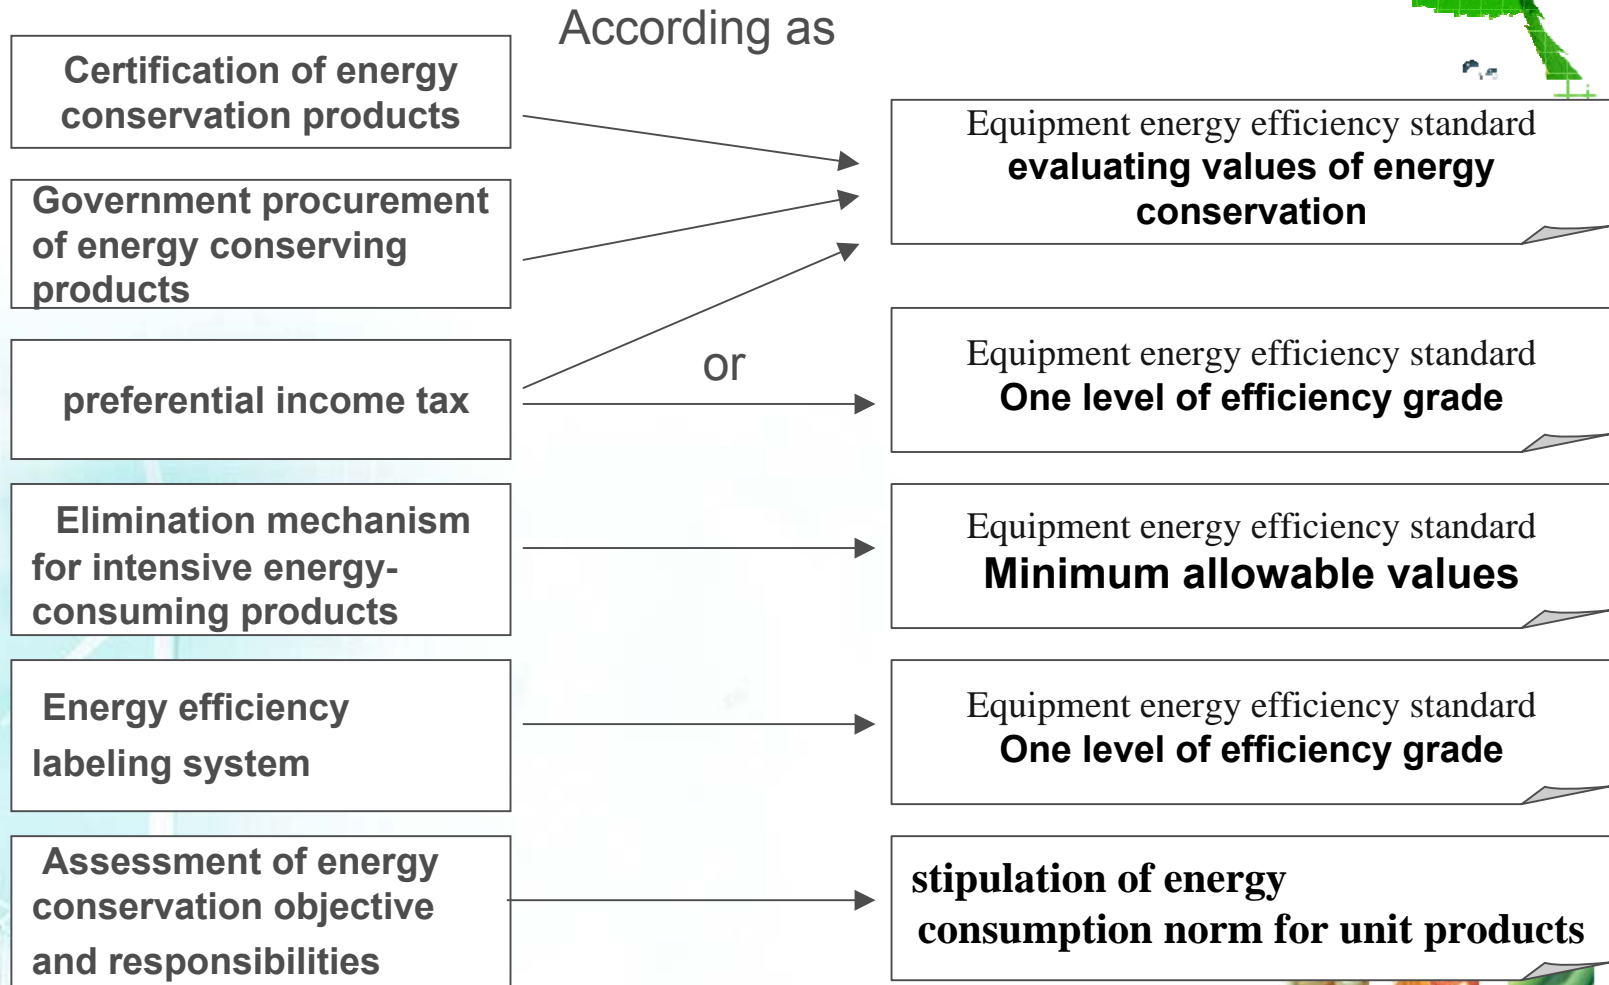 According as
Certification of energy
conservation products
Government procurement
of energy conserving
products
preferential income tax
Elimination mechanism
for intensive energy-
consuming products
Energy efficiency
labeling system
Assessment of energy
conservation objective
and responsibilities
or
Equipment energy efficiency standard
evaluating values of energy
conservation
Equipment energy efficiency standard
One level of efficiency grade
Equipment energy efficiency standard
Minimum allowable values
Equipment energy efficiency standard
One level of efficiency grade
stipulation of energy
consumption norm for unit products